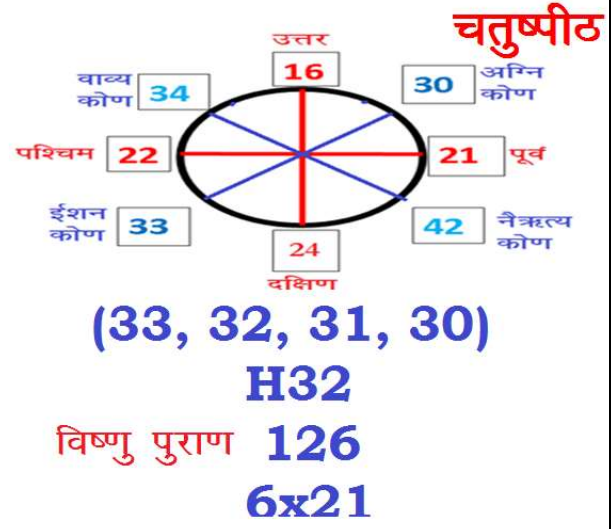 चतुष्पीठ
उत्तर
16
वाव्य
कोण
34
30
अग्नि
कोण
पश्चिम 22
21 पूर्व
ईशन
कोण
33
42
नैऋत्य
कोण
24
दक्षिण
(33, 32, 31, 30)
H32
विष्णु पुराण 126
6x21